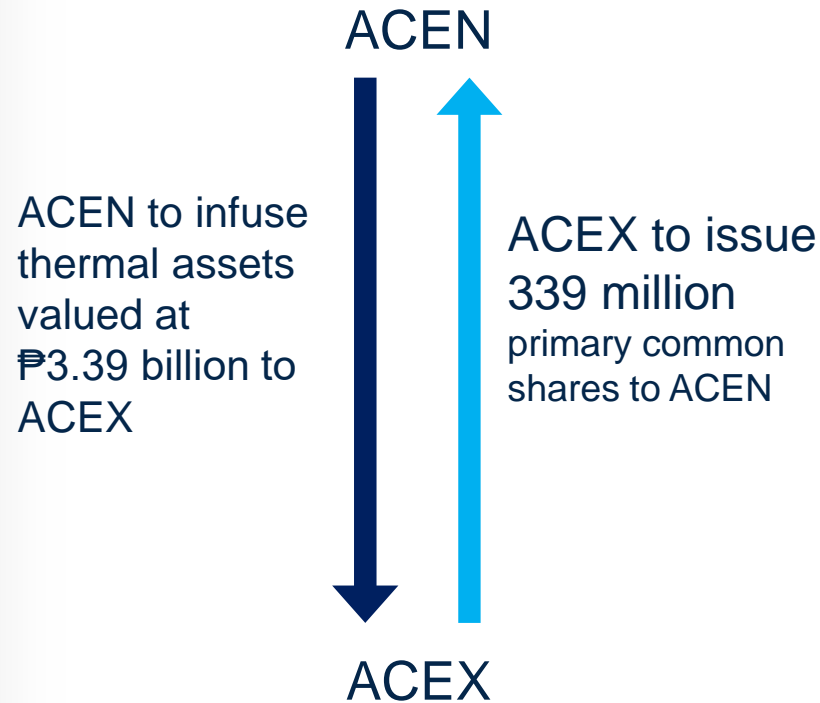 ACEN
ACEN to infuse
thermal assets
valued at
₱3.39 billion to
ACEX
ACEX to issue
339 million
primary common
shares to ACEN
ACEX